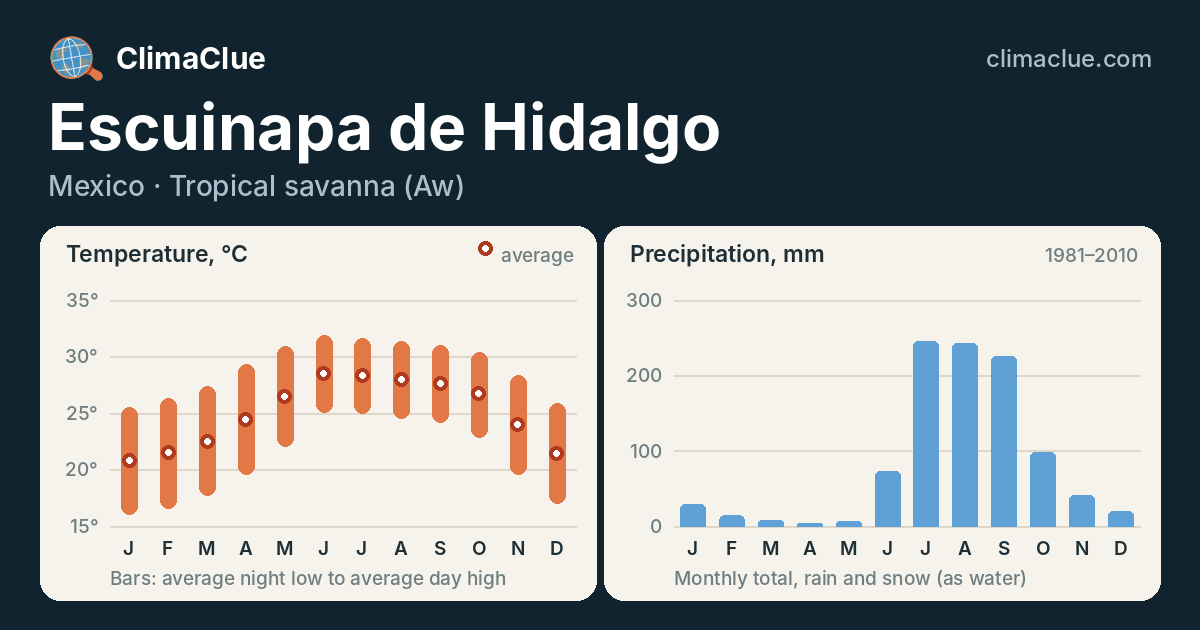 ClimaClue
climaclue.com
Escuinapa de Hidalgo
Mexico · Tropical savanna (Aw)
Temperature, °C
average
35°
30°
25°
20°
15°
J F M A M J J A S O N D
Bars: average night low to average day high
Precipitation, mm
1981–2010
300
200
100
0
J F M A M J J A S O N D
Monthly total, rain and snow (as water)